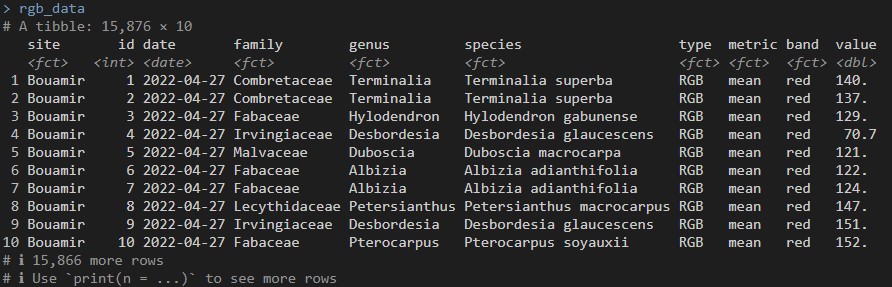 > rgb_data
# A tibble: 15,876 × 10
site id date family genus species type metric band value
<fct> <int> <date> <fct> <fct> <fct> <fct> <fct> <fct> <dbl>
1 Bouamir 1 2022-04-27 Combretaceae Terminalia Terminalia superba RGB mean red 140.
2 Bouamir 2 2022-04-27 Combretaceae Terminalia Terminalia superba RGB mean red 137.
3 Bouamir 3 2022-04-27 Fabaceae Hylodendron Hylodendron gabunense RGB mean red 129.
4 Bouamir 4 2022-04-27 Irvingiaceae Desbordesia Desbordesia glaucescens RGB mean red 70.7
5 Bouamir 5 2022-04-27 Malvaceae Duboscia Duboscia macrocarpa RGB mean red 121.
6 Bouamir 6 2022-04-27 Fabaceae Albizia Albizia adianthifolia RGB mean red 122.
7 Bouamir 7 2022-04-27 Fabaceae Albizia Albizia adianthifolia RGB mean red 124.
8 Bouamir 8 2022-04-27 Lecythidaceae Petersianthus Petersianthus macrocarpus RGB mean red 147.
9 Bouamir 9 2022-04-27 Irvingiaceae Desbordesia Desbordesia glaucescens RGB mean red 151.
10 Bouamir 10 2022-04-27 Fabaceae Pterocarpus Pterocarpus soyauxii RGB mean red 152.
# ℹ 15,866 more rows
# ℹ Use `print(n = ...)` to see more rows